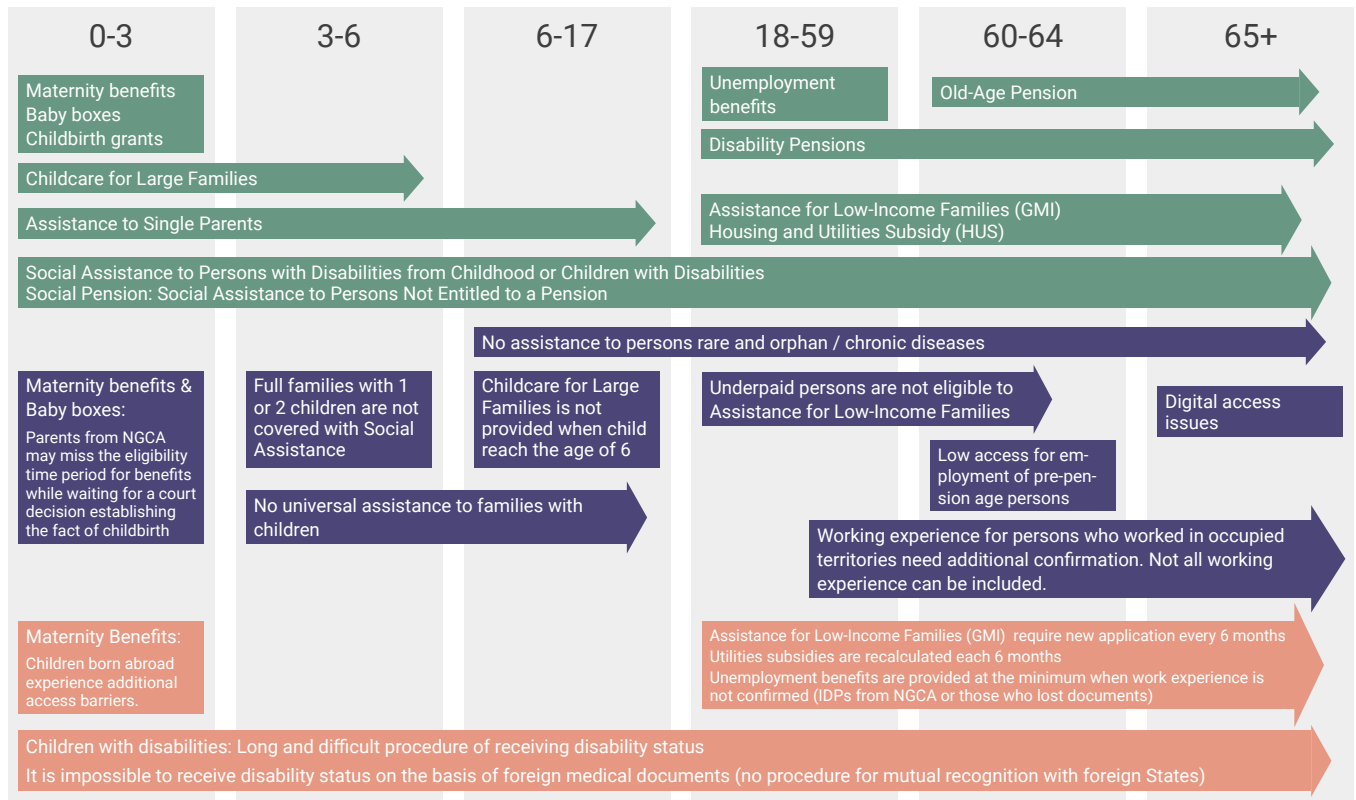 0-3
3-6
6-17
18-59
60-64
65+
Maternity benefits
Baby boxes
Childbirth grants
Unemployment
benefits
Old-Age Pension
Disability Pensions
Childcare for Large Families
Assistance to Single Parents
Assistance for Low-Income Families (GMI)
Housing and Utilities Subsidy (HUS)
Social Assistance to Persons with Disabilities from Childhood or Children with Disabilities
Social Pension: Social Assistance to Persons Not Entitled to a Pension
No assistance to persons rare and orphan / chronic diseases
Maternity benefits &
Baby boxes:
Parents from NGCA
may miss the eligibility
time period for benefits
while waiting for a court
decision establishing
the fact of childbirth
Full families with 1
or 2 children are not
covered with Social
Assistance
Childcare for Large
Families is not
provided when child
reach the age of 6
Underpaid persons are not eligible to
Assistance for Low-Income Families
Digital access
issues
Low access for em-
ployment of pre-pen-
sion age persons
No universal assistance to families with
children
Working experience for persons who worked in occupied
territories need additional confirmation. Not all working
experience can be included.
Maternity Benefits:
Children born abroad
experience additional
access barriers.
Assistance for Low-Income Families (GMI) require new application every 6 months
Utilities subsidies are recalculated each 6 months
Unemployment benefits are provided at the minimum when work experience is
not confirmed (IDPs from NGCA or those who lost documents)
Children with disabilities: Long and difficult procedure of receiving disability status
It is impossible to receive disability status on the basis of foreign medical documents (no procedure for mutual recognition with foreign States)